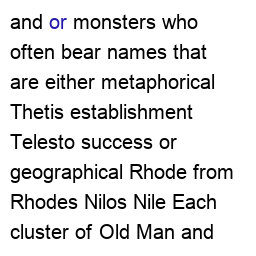 and or monsters who
often bear names that
are either metaphorical
Thetis establishment
Telesto success or
geographical Rhode from
Rhodes Nilos Nile Each
cluster of Old Man and